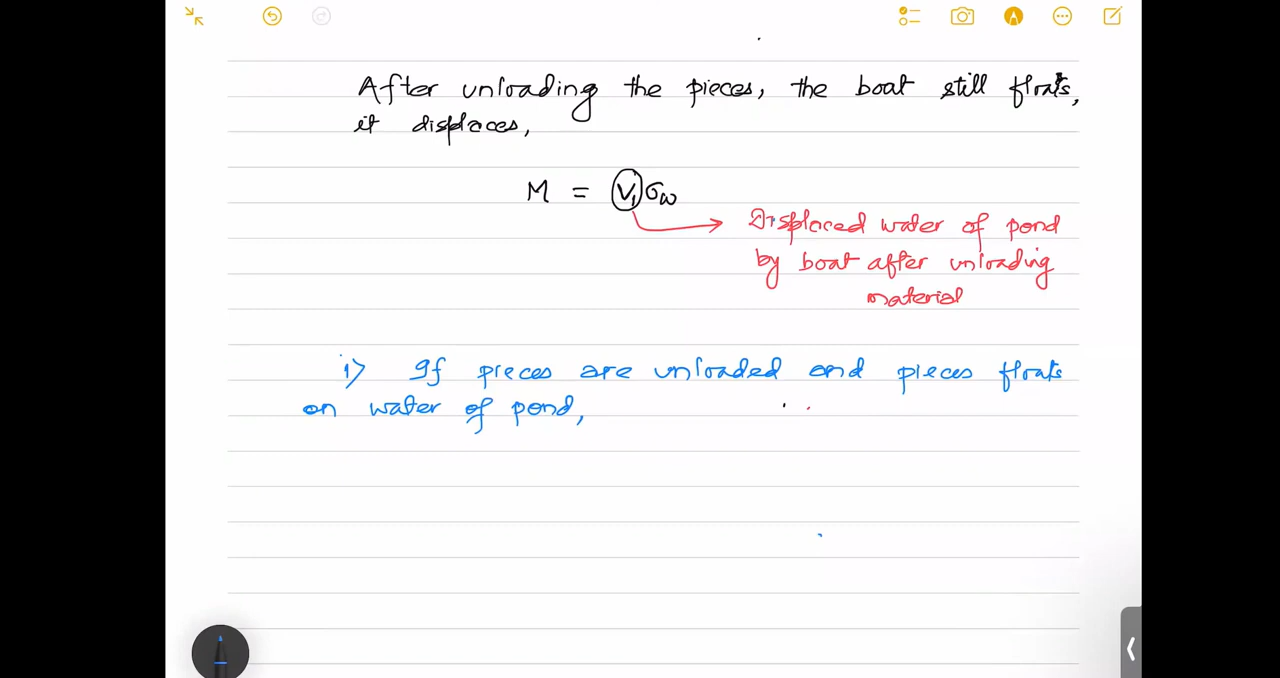 After unloading the pieces, the boat still floats,
it displaces,
M = V₁σw
Displaced water of pond
by boat after unloading
material
i) If pieces are unloaded and pieces floats
on water of pond,